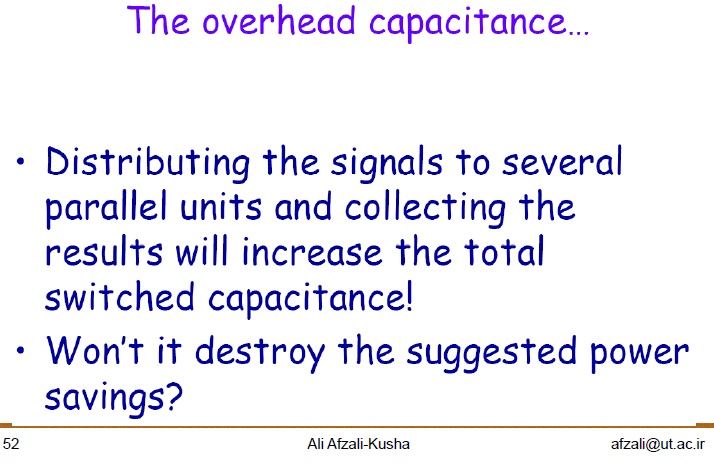 The overhead capacitance...
• Distributing the signals to several
parallel units and collecting the
results will increase the total
switched capacitance!
• Won't it destroy the suggested power
savings?
52 Ali Afzali-Kusha afzali@ut.ac.ir